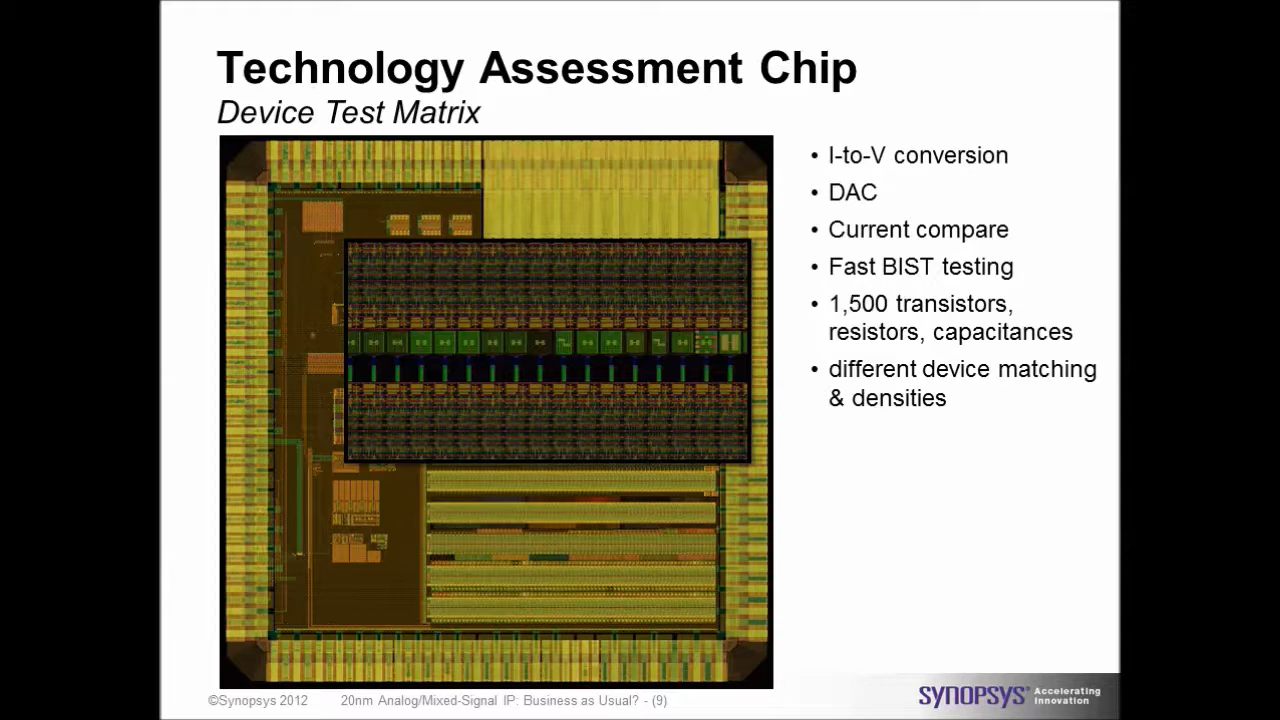 Technology Assessment Chip
Device Test Matrix
• I-to-V conversion
• DAC
• Current compare
• Fast BIST testing
• 1,500 transistors,
resistors, capacitances
• different device matching
& densities
©Synopsys 2012 20nm Analog/Mixed-Signal IP: Business as Usual? - (9)
SYNOPSYS® Accelerating
Innovation